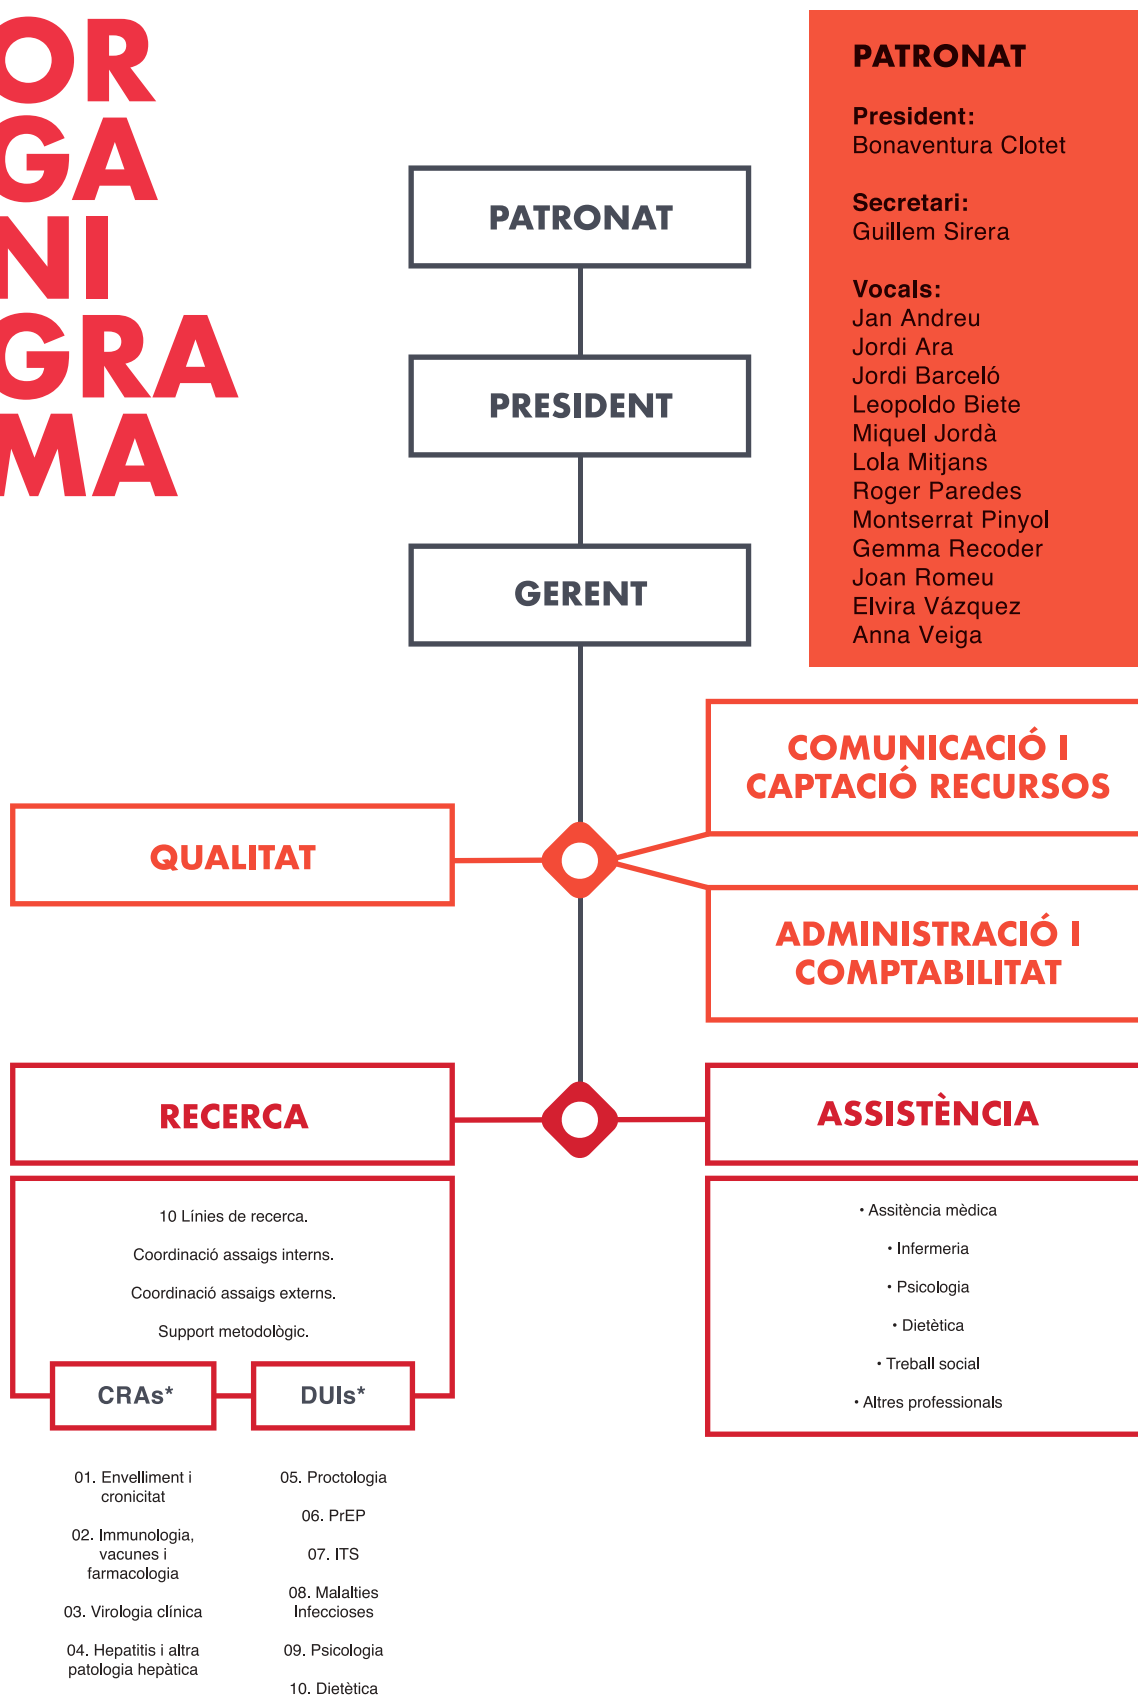 OR
GA
NI
GRA
MA
PATRONAT
President:
Bonaventura Clotet
Secretari:
Guillem Sirera
Vocals:
Jan Andreu
Jordi Ara
Jordi Barceló
Leopoldo Biete
Miquel Jordà
Lola Mitjans
Roger Paredes
Montserrat Pinyol
Gemma Recoder
Joan Romeu
Elvira Vázquez
Anna Veiga
PATRONAT
PRESIDENT
GERENT
COMUNICACIÓ I
CAPTACIÓ RECURSOS
QUALITAT
ADMINISTRACIÓ I
COMPTABILITAT
RECERCA
10 Línies de recerca.
Coordinació assaigs interns.
Coordinació assaigs externs.
Support metodològic.
CRAs*
01. Envelliment i
cronicitat
02. Immunologia,
vacunes i
farmacologia
03. Virologia clínica
04. Hepatitis i altra
patologia hepàtica
DUIs*
05. Proctologia
06. PrEP
07. ITS
08. Malalties
Infeccioses
09. Psicologia
10. Dietètica
ASSISTÈNCIA
• Assitència mèdica
• Infermeria
• Psicologia
• Dietètica
• Treball social
• Altres professionals